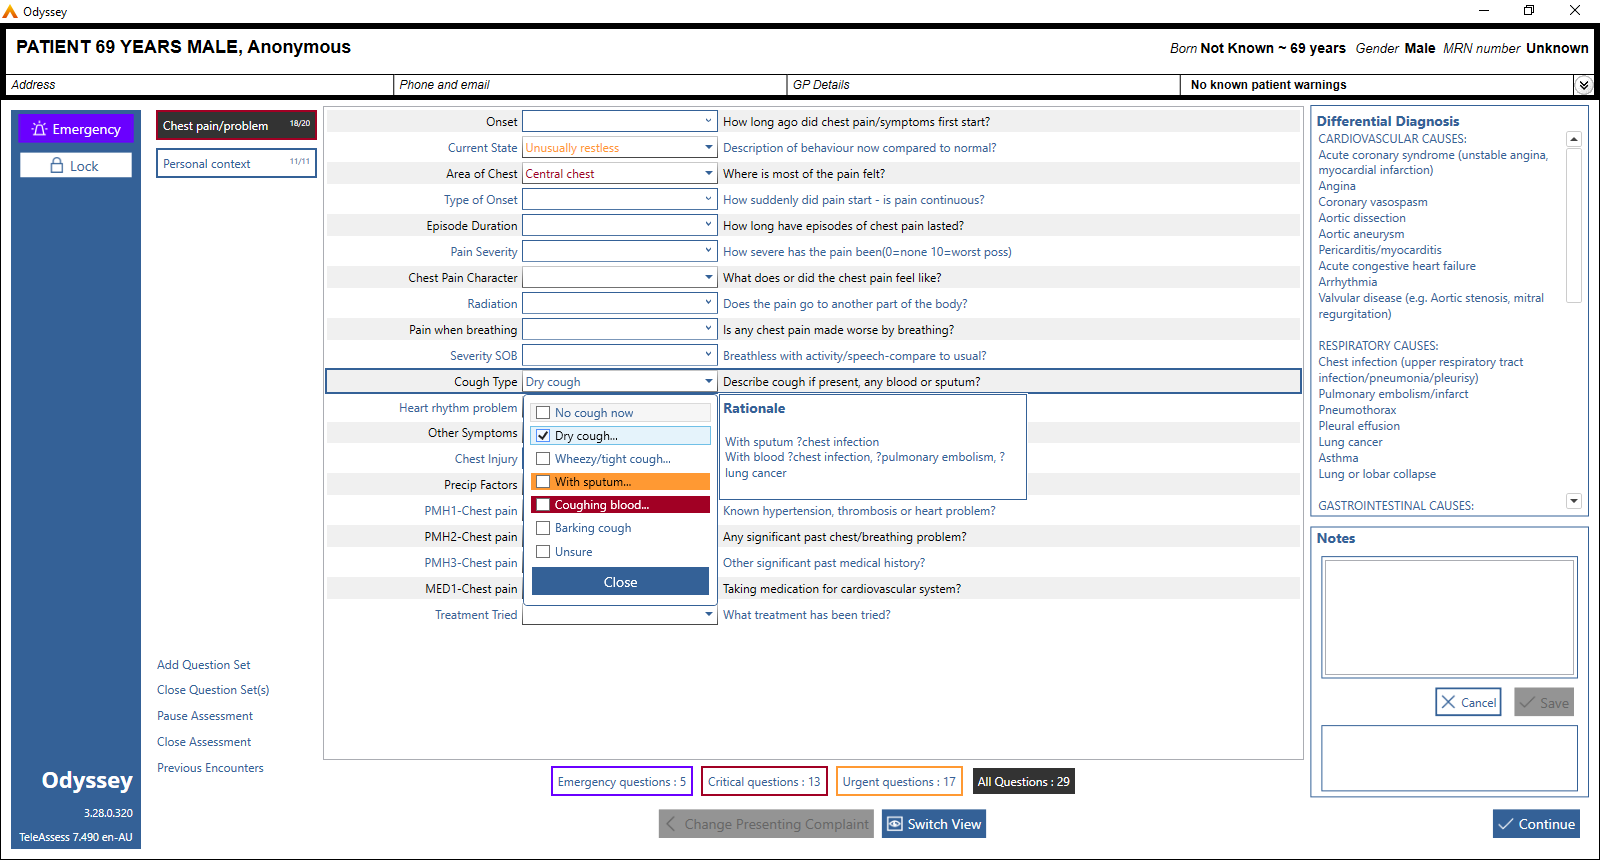 Odyssey
PATIENT 69 YEARS MALE, Anonymous
Born Not Known ~ 69 years Gender Male MRN number Unknown
Address
Phone and email
GP Details
No known patient warnings
Emergency
Lock
Chest pain/problem 18/20
Personal context 11/11
Onset How long ago did chest pain/symptoms first start?
Current State Unusually restless Description of behaviour now compared to normal?
Area of Chest Central chest Where is most of the pain felt?
Type of Onset How suddenly did pain start - is pain continuous?
Episode Duration How long have episodes of chest pain lasted?
Pain Severity How severe has the pain been(0=none 10=worst poss)
Chest Pain Character What does or did the chest pain feel like?
Radiation Does the pain go to another part of the body?
Pain when breathing Is any chest pain made worse by breathing?
Severity SOB Breathless with activity/speech-compare to usual?
Cough Type Dry cough Describe cough if present, any blood or sputum?
Heart rhythm problem
Other Symptoms
Chest Injury
Precip Factors
PMH1-Chest pain Known hypertension, thrombosis or heart problem?
PMH2-Chest pain Any significant past chest/breathing problem?
PMH3-Chest pain Other significant past medical history?
MED1-Chest pain Taking medication for cardiovascular system?
Treatment Tried What treatment has been tried?
No cough now
Dry cough...
Wheezy/tight cough...
With sputum...
Coughing blood...
Barking cough
Unsure
Close
Rationale
With sputum ?chest infection
With blood ?chest infection, ?pulmonary embolism, ?
lung cancer
Differential Diagnosis
CARDIOVASCULAR CAUSES:
Acute coronary syndrome (unstable angina,
myocardial infarction)
Angina
Coronary vasospasm
Aortic dissection
Aortic aneurysm
Pericarditis/myocarditis
Acute congestive heart failure
Arrhythmia
Valvular disease (e.g. Aortic stenosis, mitral
regurgitation)
RESPIRATORY CAUSES:
Chest infection (upper respiratory tract
infection/pneumonia/pleurisy)
Pulmonary embolism/infarct
Pneumothorax
Pleural effusion
Lung cancer
Asthma
Lung or lobar collapse
GASTROINTESTINAL CAUSES:
Notes
Cancel
Save
Add Question Set
Close Question Set(s)
Pause Assessment
Close Assessment
Previous Encounters
Odyssey
3.28.0.320
TeleAssess 7.490 en-AU
Emergency questions : 5
Critical questions : 13
Urgent questions : 17
All Questions : 29
Change Presenting Complaint
Switch View
Continue